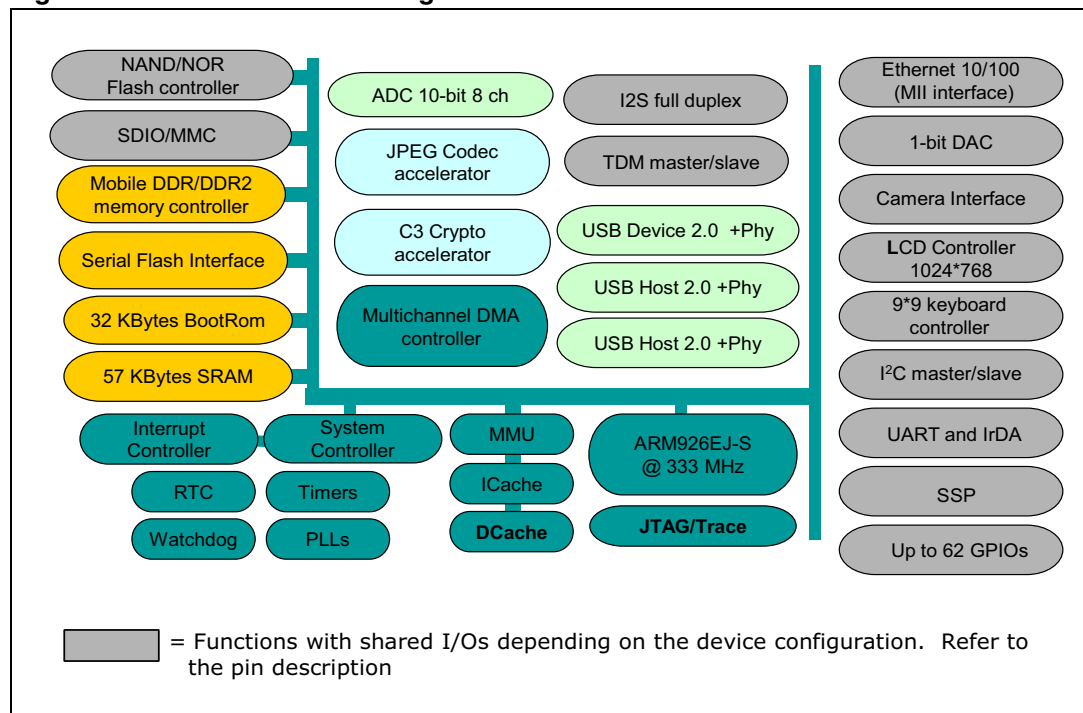 NAND/NOR
Flash controller
SDIO/MMC
Mobile DDR/DDR2
memory controller
Serial Flash Interface
32 KBytes BootRom
57 KBytes SRAM
ADC 10-bit 8 ch
JPEG Codec
accelerator
C3 Crypto
accelerator
Multichannel DMA
controller
I2S full duplex
TDM master/slave
USB Device 2.0 +Phy
USB Host 2.0 +Phy
USB Host 2.0 +Phy
Ethernet 10/100
(MII interface)
1-bit DAC
Camera Interface
LCD Controller
1024*768
9*9 keyboard
controller
I²C master/slave
UART and IrDA
SSP
Up to 62 GPIOs
Interrupt
Controller
System
Controller
RTC
Timers
Watchdog
PLLs
MMU
ICache
DCache
ARM926EJ-S
@ 333 MHz
JTAG/Trace
= Functions with shared I/Os depending on the device configuration. Refer to
the pin description